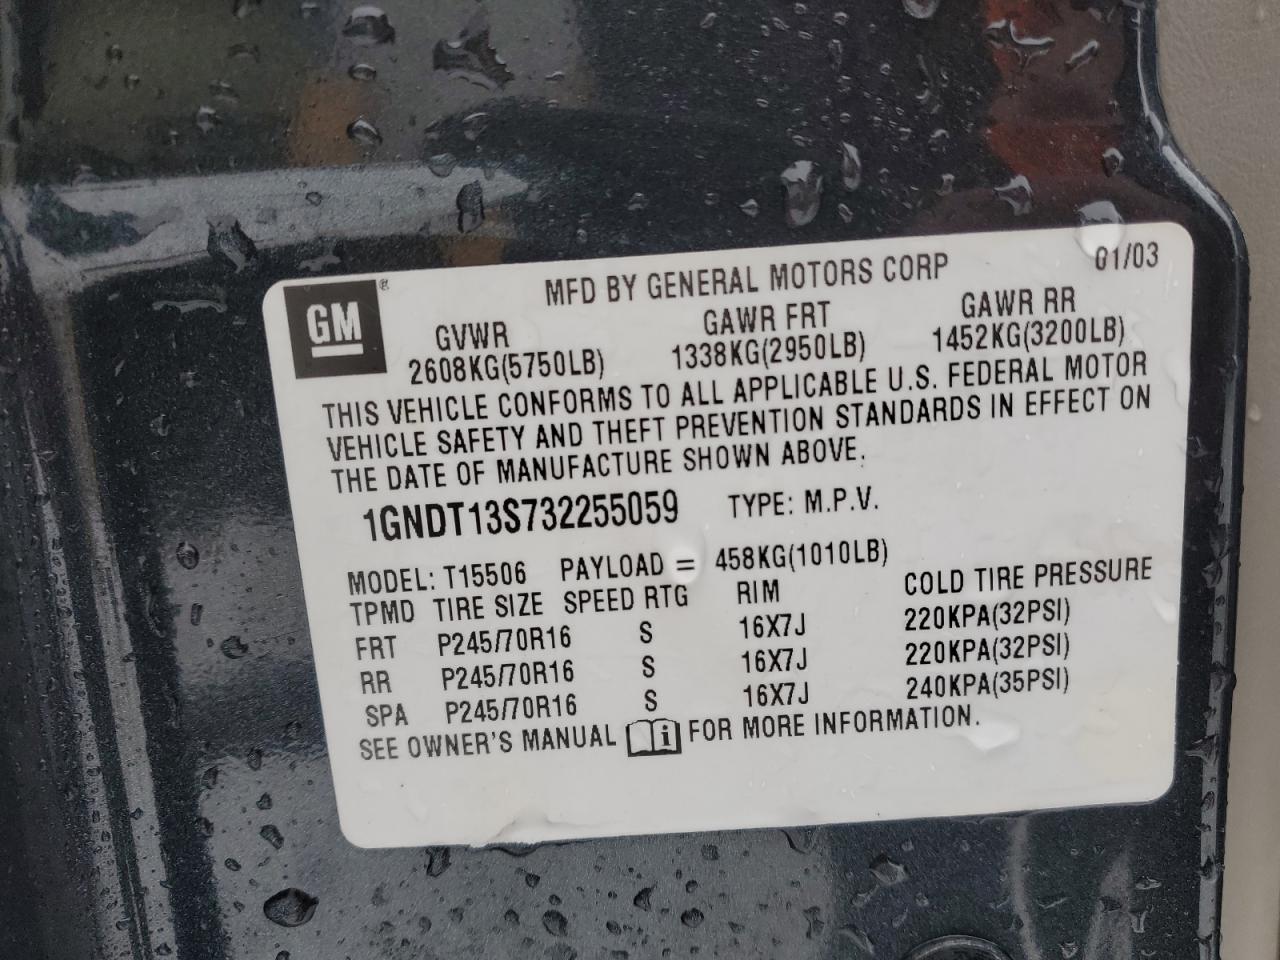 GM ®
MFD BY GENERAL MOTORS CORP 01/03
GVWR GAWR FRT GAWR RR
2608KG(5750LB) 1338KG(2950LB) 1452KG(3200LB)
THIS VEHICLE CONFORMS TO ALL APPLICABLE U.S. FEDERAL MOTOR
VEHICLE SAFETY AND THEFT PREVENTION STANDARDS IN EFFECT ON
THE DATE OF MANUFACTURE SHOWN ABOVE.
1GNDT13S732255059 TYPE: M.P.V.
MODEL: T15506 PAYLOAD = 458KG(1010LB)
TPMD TIRE SIZE SPEED RTG RIM COLD TIRE PRESSURE
FRT P245/70R16 S 16X7J 220KPA(32PSI)
RR P245/70R16 S 16X7J 220KPA(32PSI)
SPA P245/70R16 S 16X7J 240KPA(35PSI)
SEE OWNER'S MANUAL i FOR MORE INFORMATION.